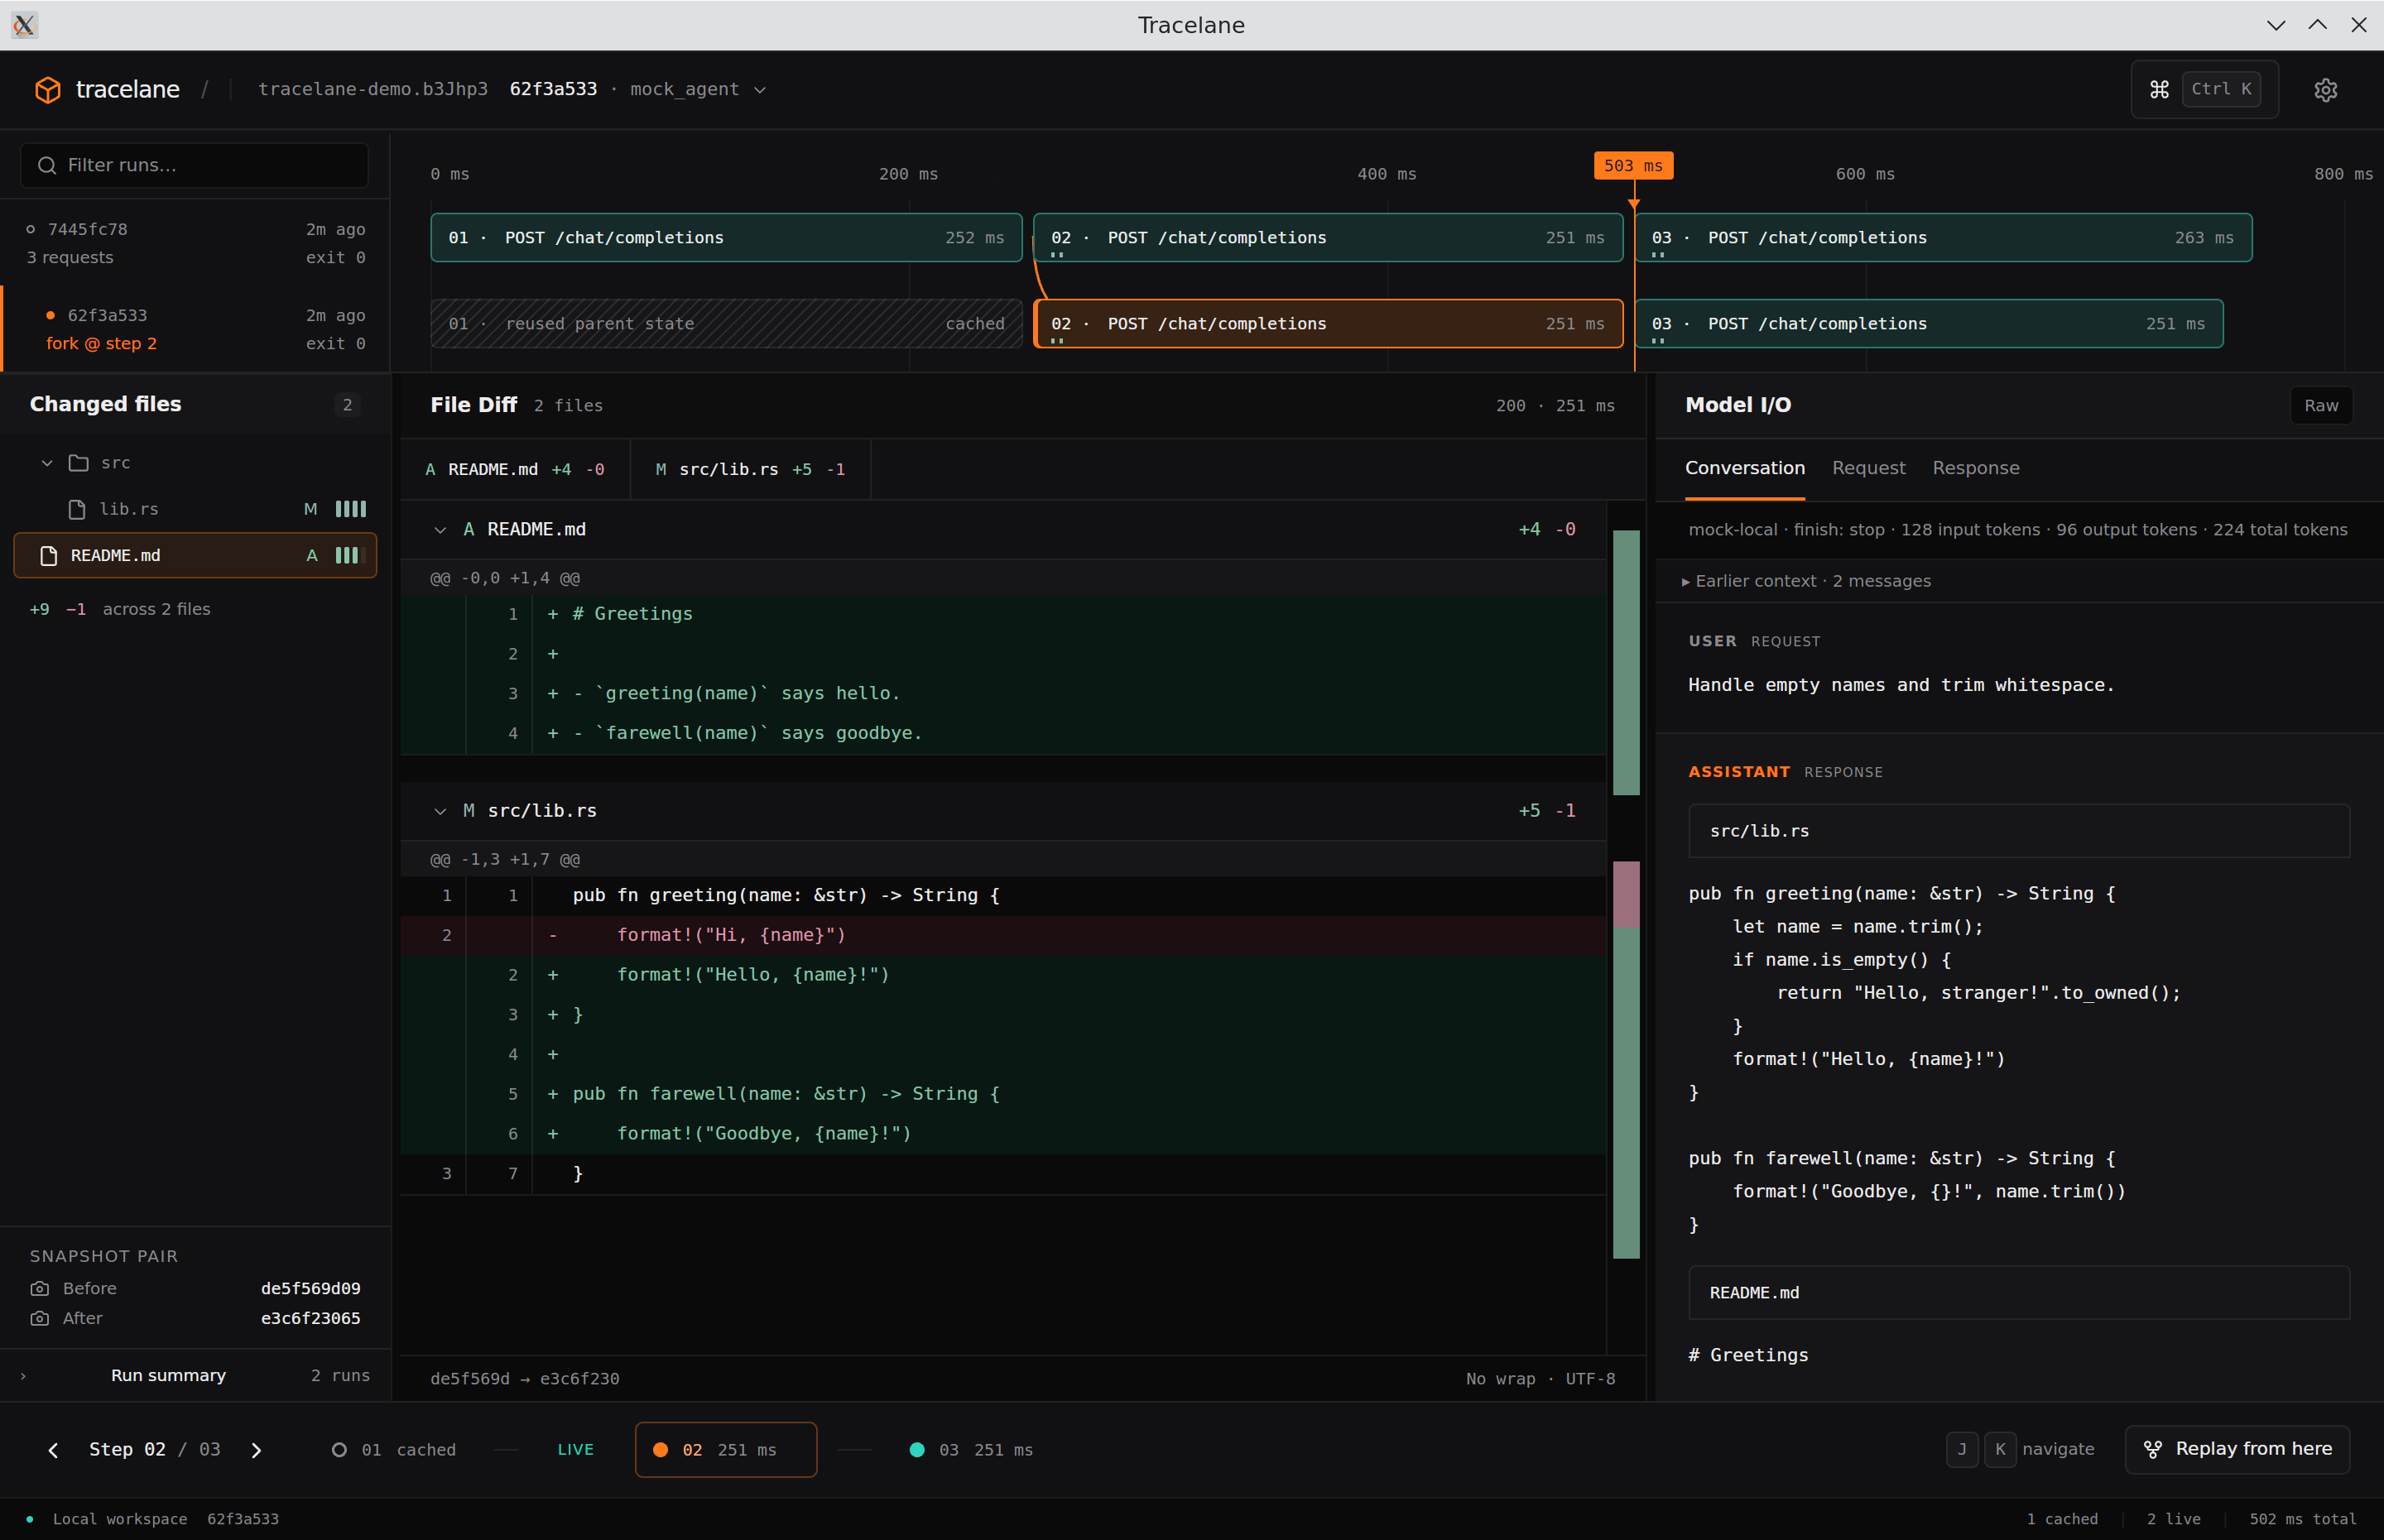 Tracelane
tracelane / tracelane-demo.b3Jhp3 62f3a533 · mock_agent
⌘ Ctrl K
Filter runs...
7445fc78 2m ago
3 requests exit 0
62f3a533 2m ago
fork @ step 2 exit 0
0 ms 200 ms 400 ms 503 ms 600 ms 800 ms
01 · POST /chat/completions 252 ms
02 · POST /chat/completions 251 ms
03 · POST /chat/completions 263 ms
01 · reused parent state cached
02 · POST /chat/completions 251 ms
03 · POST /chat/completions 251 ms
Changed files 2
src
lib.rs M
README.md A
+9 −1 across 2 files
SNAPSHOT PAIR
Before de5f569d09
After e3c6f23065
› Run summary 2 runs
File Diff 2 files 200 · 251 ms
A README.md +4 -0 M src/lib.rs +5 -1
A README.md +4 -0
@@ -0,0 +1,4 @@
1 + # Greetings
2 +
3 + - `greeting(name)` says hello.
4 + - `farewell(name)` says goodbye.
M src/lib.rs +5 -1
@@ -1,3 +1,7 @@
1 1 pub fn greeting(name: &str) -> String {
2 - format!("Hi, {name}")
2 + format!("Hello, {name}!")
3 + }
4 +
5 + pub fn farewell(name: &str) -> String {
6 + format!("Goodbye, {name}!")
3 7 }
de5f569d → e3c6f230 No wrap · UTF-8
Model I/O Raw
Conversation Request Response
mock-local · finish: stop · 128 input tokens · 96 output tokens · 224 total tokens
▸ Earlier context · 2 messages
USER REQUEST
Handle empty names and trim whitespace.
ASSISTANT RESPONSE
src/lib.rs
pub fn greeting(name: &str) -> String {
let name = name.trim();
if name.is_empty() {
return "Hello, stranger!".to_owned();
}
format!("Hello, {name}!")
}
pub fn farewell(name: &str) -> String {
format!("Goodbye, {}!", name.trim())
}
README.md
# Greetings
Step 02 / 03 01 cached LIVE 02 251 ms 03 251 ms
J K navigate Replay from here
Local workspace 62f3a533
1 cached 2 live 502 ms total